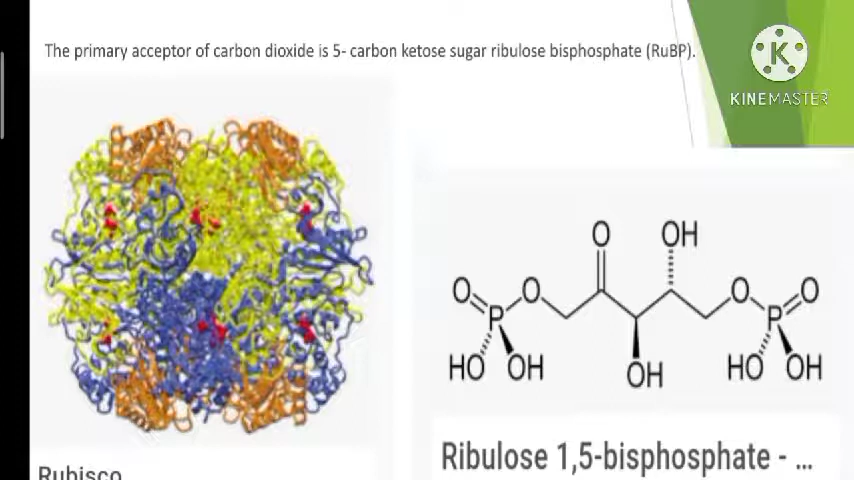 The primary acceptor of carbon dioxide is 5- carbon ketose sugar ribulose bisphosphate (RuBP).
K
KINEMASTER
O
OH
O
O
O
O
P
P
HO
OH
OH
HO
OH
Ribulose 1,5-bisphosphate - ...
Rubisco